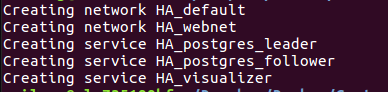 Creating network HA_default
Creating network HA_webnet
Creating service HA_postgres_leader
Creating service HA_postgres_follower
Creating service HA_visualizer